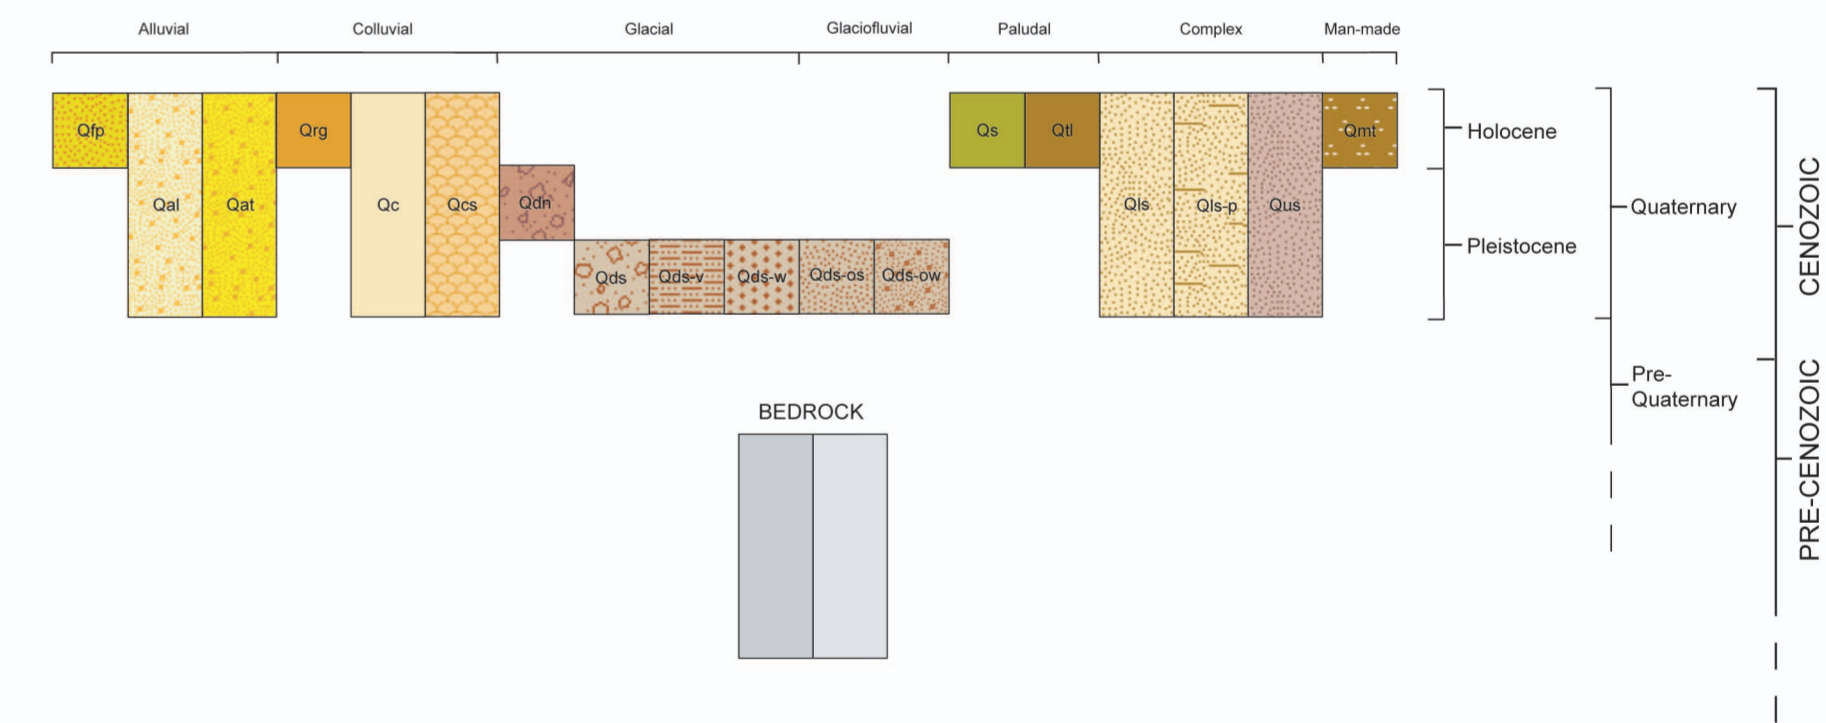 Alluvial
Colluvial
Glacial
Glaciofluvial
Paludal
Complex
Man-made
Qfp
Qal
Qat
Qrg
Qc
Qcs
Qdn
Qds
Qds-v
Qds-w
Qds-os
Qds-ow
Qs
Qtl
Qls
Qls-p
Qus
Qmt
Holocene
Pleistocene
Quaternary
Pre-
Quaternary
CENOZOIC
PRE-CENOZOIC
BEDROCK